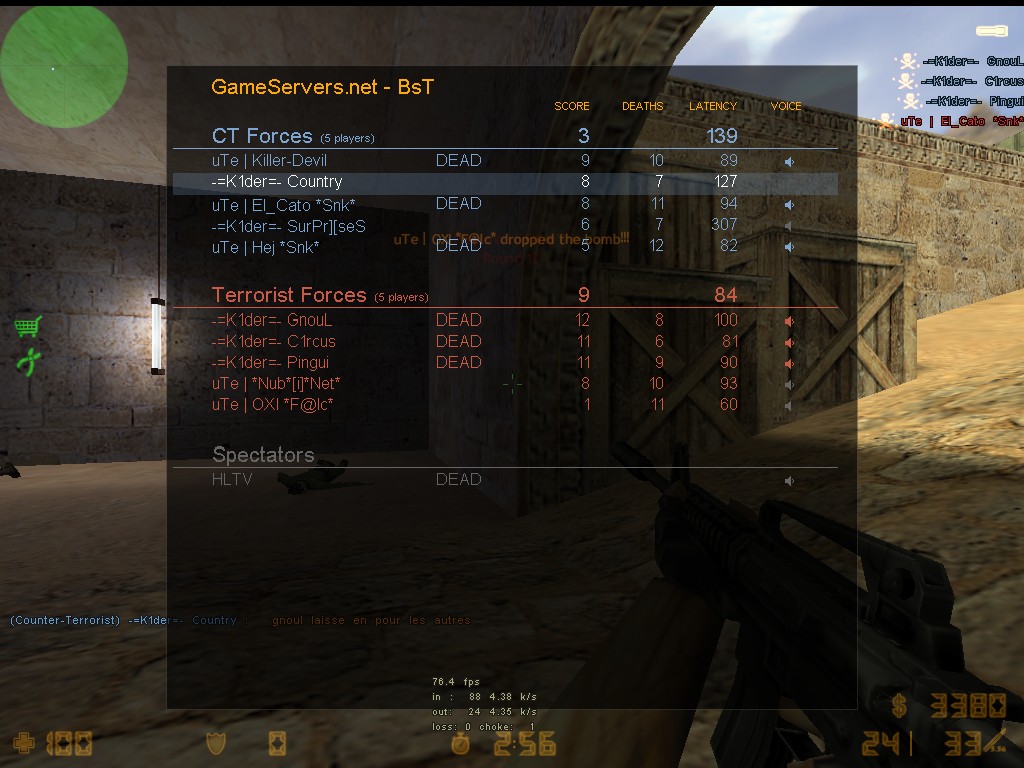 GameServers.net - BsT
SCORE DEATHS LATENCY VOICE
CT Forces (5 players) 3 139
uTe | Killer-Devil DEAD 9 10 89
-=K1der=- Country 8 7 127
uTe | El_Cato *Snk* DEAD 8 11 94
-=K1der=- SurPr][seS 6 7 307
uTe | Hej *Snk* DEAD 5 12 82
uTe | OXI *F@lc* dropped the bomb!!!
Terrorist Forces (5 players) 9 84
-=K1der=- GnouL DEAD 12 8 100
-=K1der=- C1rcus DEAD 11 6 81
-=K1der=- Pingui DEAD 11 9 90
uTe | *Nub*[i]*Net* 8 10 93
uTe | OXI *F@lc* 1 11 60
Spectators
HLTV DEAD
-=K1der=- GnouL
-=K1der=- C1rcus
-=K1der=- Pingui
uTe | El_Cato *Snk*
(Counter-Terrorist) -=K1der=- Country : gnoul laisse en pour les autres
76.4 fps
in : 88 4.38 k/s
out: 24 4.35 k/s
loss: 0 choke: 1
100 0 2:56
$ 3380
24 | 33